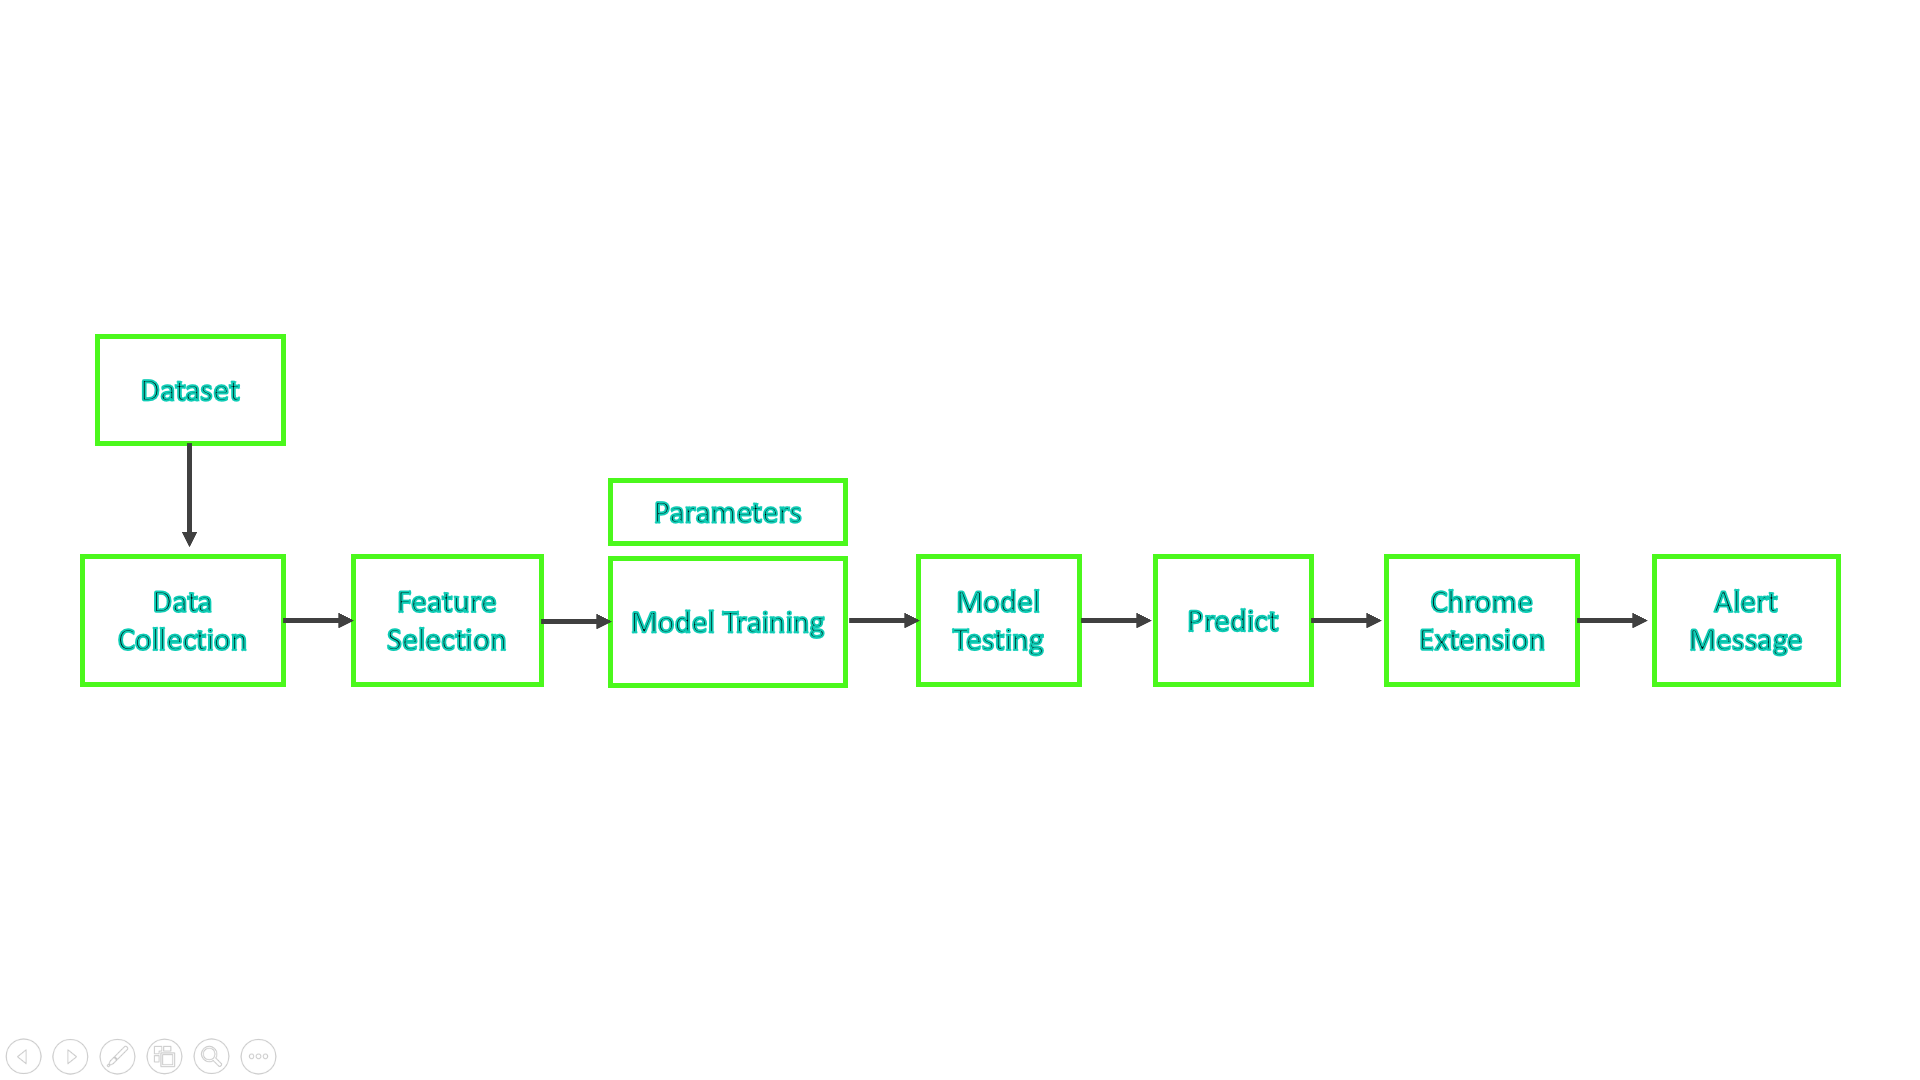 Dataset
Parameters
Data
Collection
Feature
Selection
Model Training
Model
Testing
Predict
Chrome
Extension
Alert
Message